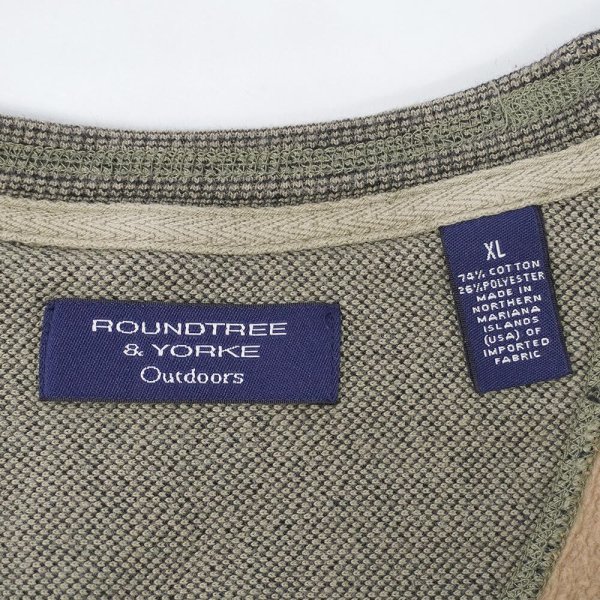 ROUNDTREE
& YORKE
Outdoors
XL
74% COTTON
26% POLYESTER
MADE IN
NORTHERN
MARIANA
ISLANDS
(USA) OF
IMPORTED
FABRIC